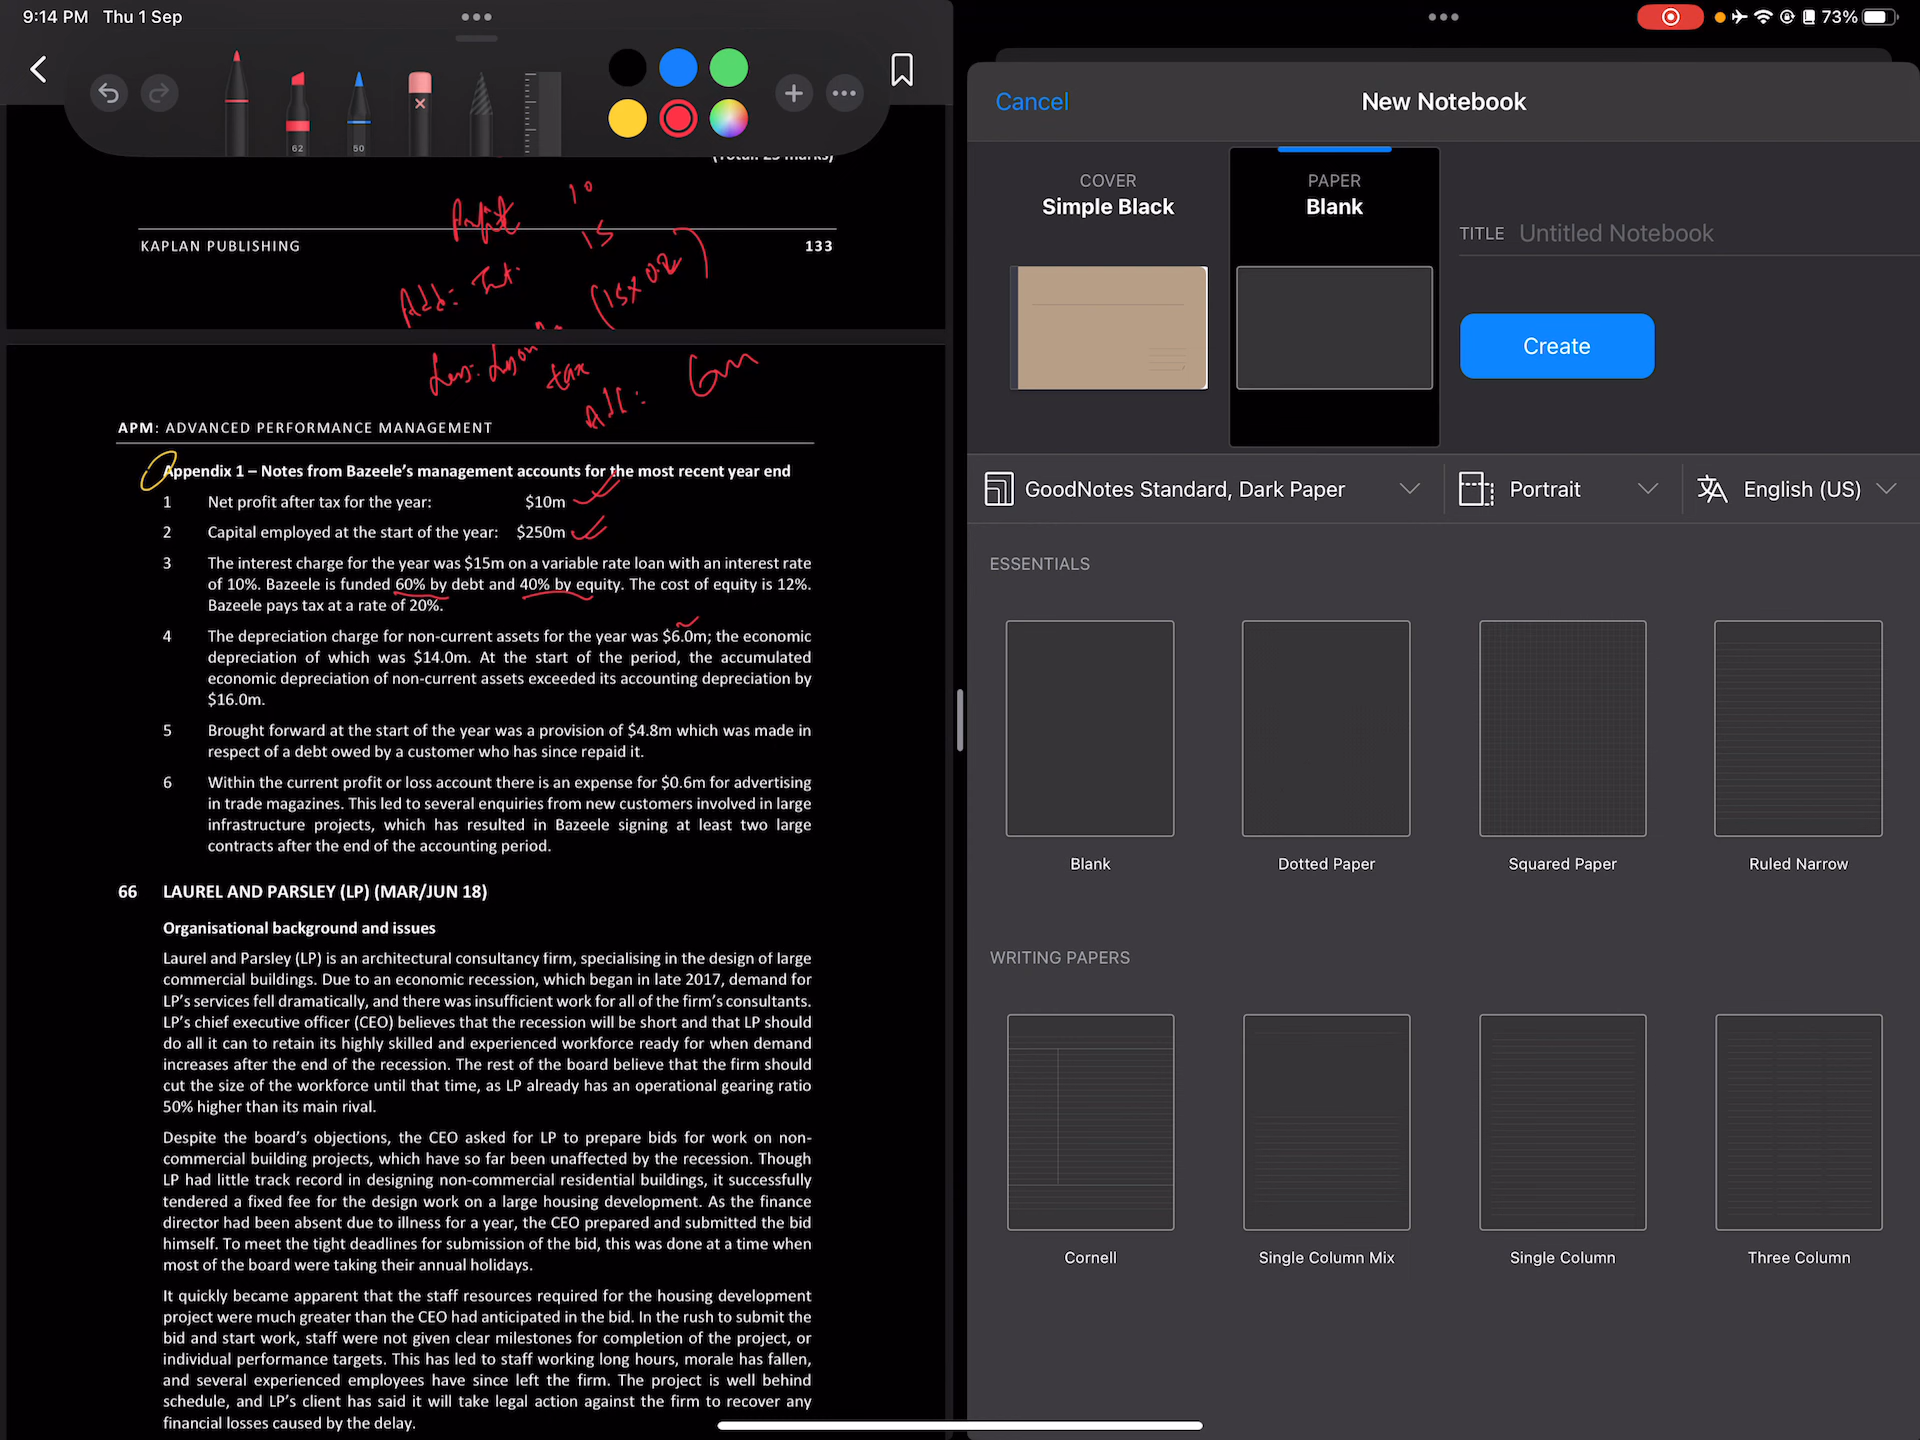 9:14 PM Thu 1 Sep
73%
62
50
KAPLAN PUBLISHING 133
Profit 10
15
Add: Int.
(15x0.2)
tax
6m
APM: ADVANCED PERFORMANCE MANAGEMENT
Appendix 1 – Notes from Bazeele's management accounts for the most recent year end
1 Net profit after tax for the year: $10m
2 Capital employed at the start of the year: $250m
3 The interest charge for the year was $15m on a variable rate loan with an interest rate
of 10%. Bazeele is funded 60% by debt and 40% by equity. The cost of equity is 12%.
Bazeele pays tax at a rate of 20%.
4 The depreciation charge for non-current assets for the year was $6.0m; the economic
depreciation of which was $14.0m. At the start of the period, the accumulated
economic depreciation of non-current assets exceeded its accounting depreciation by
$16.0m.
5 Brought forward at the start of the year was a provision of $4.8m which was made in
respect of a debt owed by a customer who has since repaid it.
6 Within the current profit or loss account there is an expense for $0.6m for advertising
in trade magazines. This led to several enquiries from new customers involved in large
infrastructure projects, which has resulted in Bazeele signing at least two large
contracts after the end of the accounting period.
66 LAUREL AND PARSLEY (LP) (MAR/JUN 18)
Organisational background and issues
Laurel and Parsley (LP) is an architectural consultancy firm, specialising in the design of large
commercial buildings. Due to an economic recession, which began in late 2017, demand for
LP's services fell dramatically, and there was insufficient work for all of the firm's consultants.
LP's chief executive officer (CEO) believes that the recession will be short and that LP should
do all it can to retain its highly skilled and experienced workforce ready for when demand
increases after the end of the recession. The rest of the board believe that the firm should
cut the size of the workforce until that time, as LP already has an operational gearing ratio
50% higher than its main rival.
Despite the board's objections, the CEO asked for LP to prepare bids for work on non-
commercial building projects, which have so far been unaffected by the recession. Though
LP had little track record in designing non-commercial residential buildings, it successfully
tendered a fixed fee for the design work on a large housing development. As the finance
director had been absent due to illness for a year, the CEO prepared and submitted the bid
himself. To meet the tight deadlines for submission of the bid, this was done at a time when
most of the board were taking their annual holidays.
It quickly became apparent that the staff resources required for the housing development
project were much greater than the CEO had anticipated in the bid. In the rush to submit the
bid and start work, staff were not given clear milestones for completion of the project, or
individual performance targets. This has led to staff working long hours, morale has fallen,
and several experienced employees have since left the firm. The project is well behind
schedule, and LP's client has said it will take legal action against the firm to recover any
financial losses caused by the delay.
Cancel
New Notebook
COVER
Simple Black
PAPER
Blank
TITLE Untitled Notebook
Create
GoodNotes Standard, Dark Paper
Portrait
English (US)
ESSENTIALS
Blank
Dotted Paper
Squared Paper
Ruled Narrow
WRITING PAPERS
Cornell
Single Column Mix
Single Column
Three Column